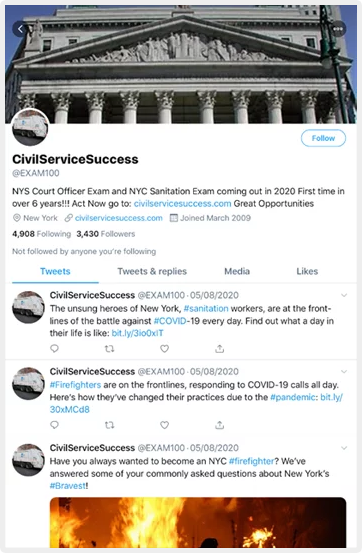 CivilServiceSuccess
@EXAM100
Follow
NYS Court Officer Exam and NYC Sanitation Exam coming out in 2020 First time in
over 6 years!!! Act Now go to: civilservicesuccess.com Great Opportunities
New York civilservicesuccess.com Joined March 2009
4,908 Following 3,430 Followers
Not followed by anyone you're following
Tweets Tweets & replies Media Likes
CivilServiceSuccess @EXAM100 · 05/08/2020
The unsung heroes of New York, #sanitation workers, are at the front-
lines of the battle against #COVID-19 every day. Find out what a day in
their life is like: bit.ly/3io0xIT
CivilServiceSuccess @EXAM100 · 05/08/2020
#Firefighters are on the frontlines, responding to COVID-19 calls all day.
Here's how they've changed their practices due to the #pandemic: bit.ly/
30xMCd8
CivilServiceSuccess @EXAM100 · 05/08/2020
Have you always wanted to become an NYC #firefighter? We've
answered some of your commonly asked questions about New York's
#Bravest!